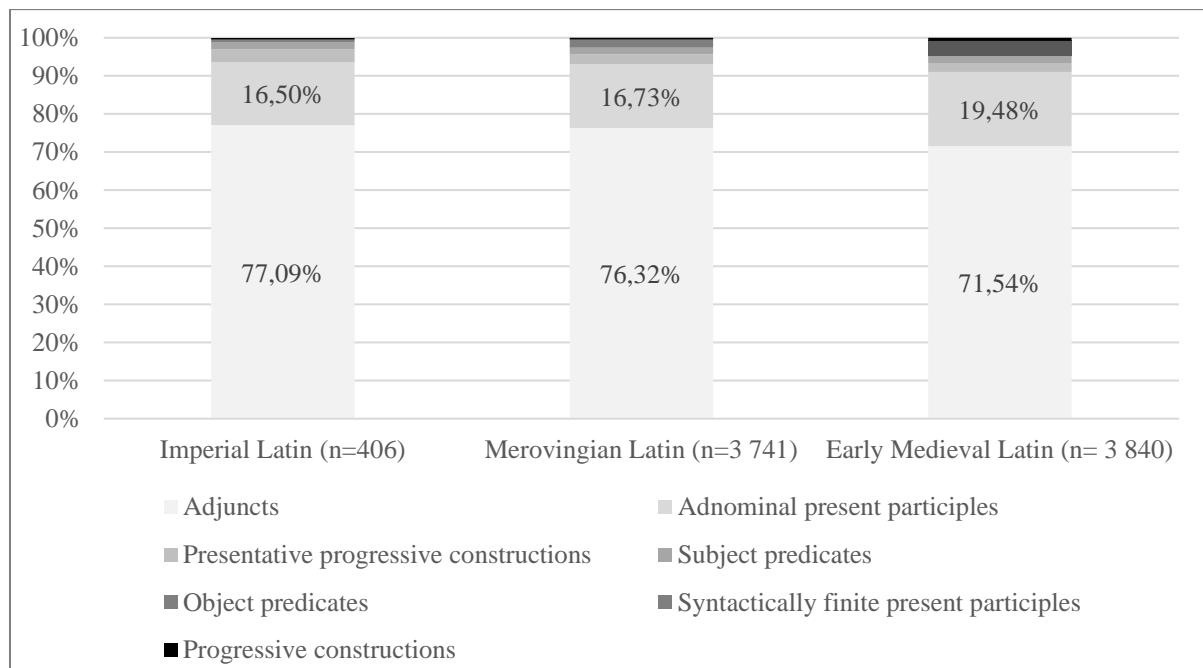 100%
90%
80%
70%
60%
50%
40%
30%
20%
10%
0%
16,50%
16,73%
19,48%
77,09%
76,32%
71,54%
Imperial Latin (n=406)
Merovingian Latin (n=3 741)
Early Medieval Latin (n= 3 840)
Adjuncts
Adnominal present participles
Presentative progressive constructions
Subject predicates
Object predicates
Syntactically finite present participles
Progressive constructions